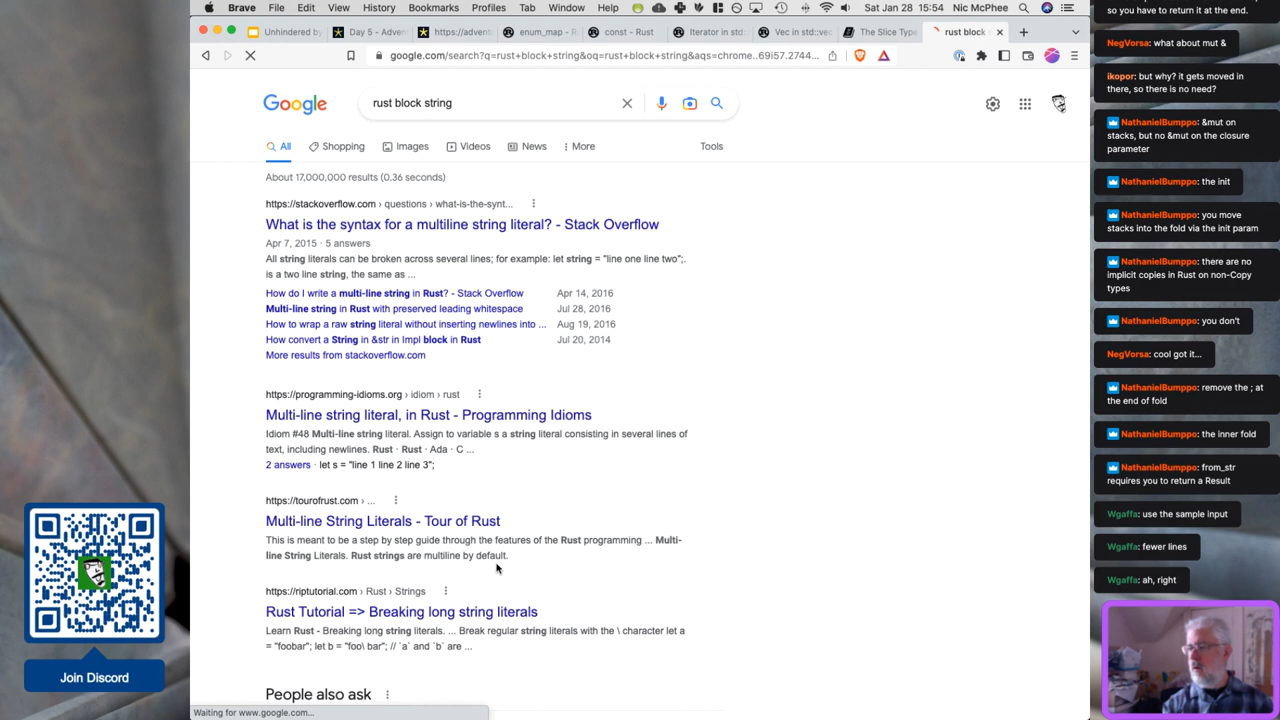 Brave File Edit View History Bookmarks Profiles Tab Window Help Sat Jan 28 15:54 Nic McPhee
Unhindered by Day 5 - Adven https://adven enum_map - R const - Rust Iterator in std: Vec in std::vec The Slice Type rust block
google.com/search?q=rust+block+string&oq=rust+block+string&aqs=chrome..69i57.2744...
Google
rust block string
All Shopping Images Videos News More Tools
About 17,000,000 results (0.36 seconds)
https://stackoverflow.com › questions › what-is-the-synt...
What is the syntax for a multiline string literal? - Stack Overflow
Apr 7, 2015 · 5 answers
All string literals can be broken across several lines; for example: let string = "line one line two";.
is a two line string, the same as ...
How do I write a multi-line string in Rust? - Stack Overflow Apr 14, 2016
Multi-line string in Rust with preserved leading whitespace Jul 28, 2016
How to wrap a raw string literal without inserting newlines into ... Aug 19, 2016
How convert a String in &str in Impl block in Rust Jul 20, 2014
More results from stackoverflow.com
https://programming-idioms.org › idiom › rust
Multi-line string literal, in Rust - Programming Idioms
Idiom #48 Multi-line string literal. Assign to variable s a string literal consisting in several lines of
text, including newlines. Rust · Rust · Ada · C ...
2 answers · let s = "line 1 line 2 line 3";
https://tourofrust.com › ...
Multi-line String Literals - Tour of Rust
This is meant to be a step by step guide through the features of the Rust programming ... Multi-
line String Literals. Rust strings are multiline by default.
https://riptutorial.com › Rust › Strings
Rust Tutorial => Breaking long string literals
Learn Rust - Breaking long string literals. ... Break regular string literals with the \ character let a
= "foobar"; let b = "foo\ bar"; // `a` and `b` are ...
People also ask
Waiting for www.google.com...
Join Discord
so you have to return it at the end.
NegVorsa: what about mut &
ikopor: but why? it gets moved in
there, so there is no need?
NathanielBumppo: &mut on
stacks, but no &mut on the closure
parameter
NathanielBumppo: the init
NathanielBumppo: you move
stacks into the fold via the init param
NathanielBumppo: there are no
implicit copies in Rust on non-Copy
types
NathanielBumppo: you don't
NegVorsa: cool got it...
NathanielBumppo: remove the ; at
the end of fold
NathanielBumppo: the inner fold
NathanielBumppo: from_str
requires you to return a Result
Wgaffa: use the sample input
Wgaffa: fewer lines
Wgaffa: ah, right